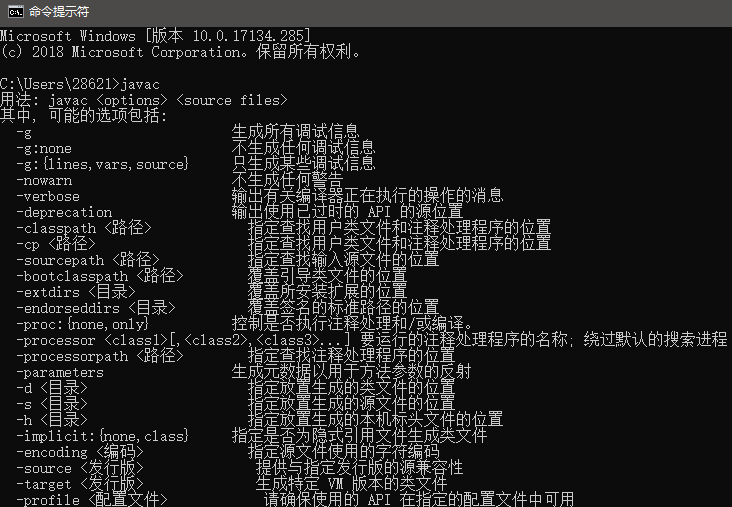 命令提示符
Microsoft Windows [版本 10.0.17134.285]
(c) 2018 Microsoft Corporation。保留所有权利。
C:\Users\28621>javac
用法: javac <options> <source files>
其中, 可能的选项包括:
-g 生成所有调试信息
-g:none 不生成任何调试信息
-g:{lines,vars,source} 只生成某些调试信息
-nowarn 不生成任何警告
-verbose 输出有关编译器正在执行的操作的消息
-deprecation 输出使用已过时的 API 的源位置
-classpath <路径> 指定查找用户类文件和注释处理程序的位置
-cp <路径> 指定查找用户类文件和注释处理程序的位置
-sourcepath <路径> 指定查找输入源文件的位置
-bootclasspath <路径> 覆盖引导类文件的位置
-extdirs <目录> 覆盖所安装扩展的位置
-endorseddirs <目录> 覆盖签名的标准路径的位置
-proc:{none,only} 控制是否执行注释处理和/或编译。
-processor <class1>[,<class2>,<class3>...] 要运行的注释处理程序的名称; 绕过默认的搜索进程
-processorpath <路径> 指定查找注释处理程序的位置
-parameters 生成元数据以用于方法参数的反射
-d <目录> 指定放置生成的类文件的位置
-s <目录> 指定放置生成的源文件的位置
-h <目录> 指定放置生成的本机标头文件的位置
-implicit:{none,class} 指定是否为隐式引用文件生成类文件
-encoding <编码> 指定源文件使用的字符编码
-source <发行版> 提供与指定发行版的源兼容性
-target <发行版> 生成特定 VM 版本的类文件
-profile <配置文件> 请确保使用的 API 在指定的配置文件中可用